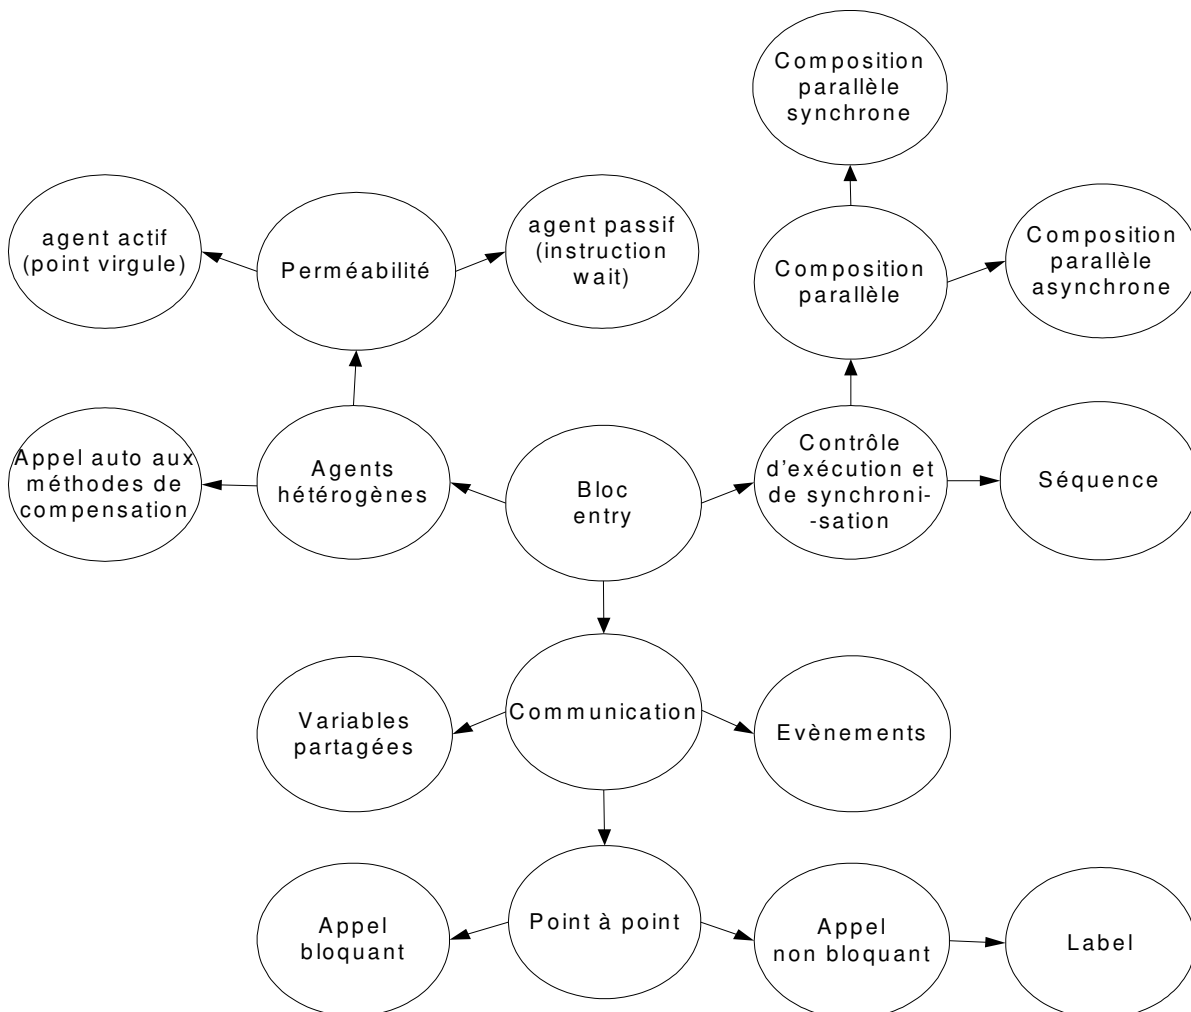 Composition
parallèle
synchrone
agent actif
(point virgule)
Perméabilité
agent passif
(instruction
wait)
Composition
parallèle
Composition
parallèle
asynchrone
Appel auto aux
méthodes de
compensation
Agents
hétérogènes
Bloc
entry
Contrôle
d'exécution et
de synchroni-
-sation
Séquence
Variables
partagées
Communication
Evènements
Appel
bloquant
Point à point
Appel
non bloquant
Label